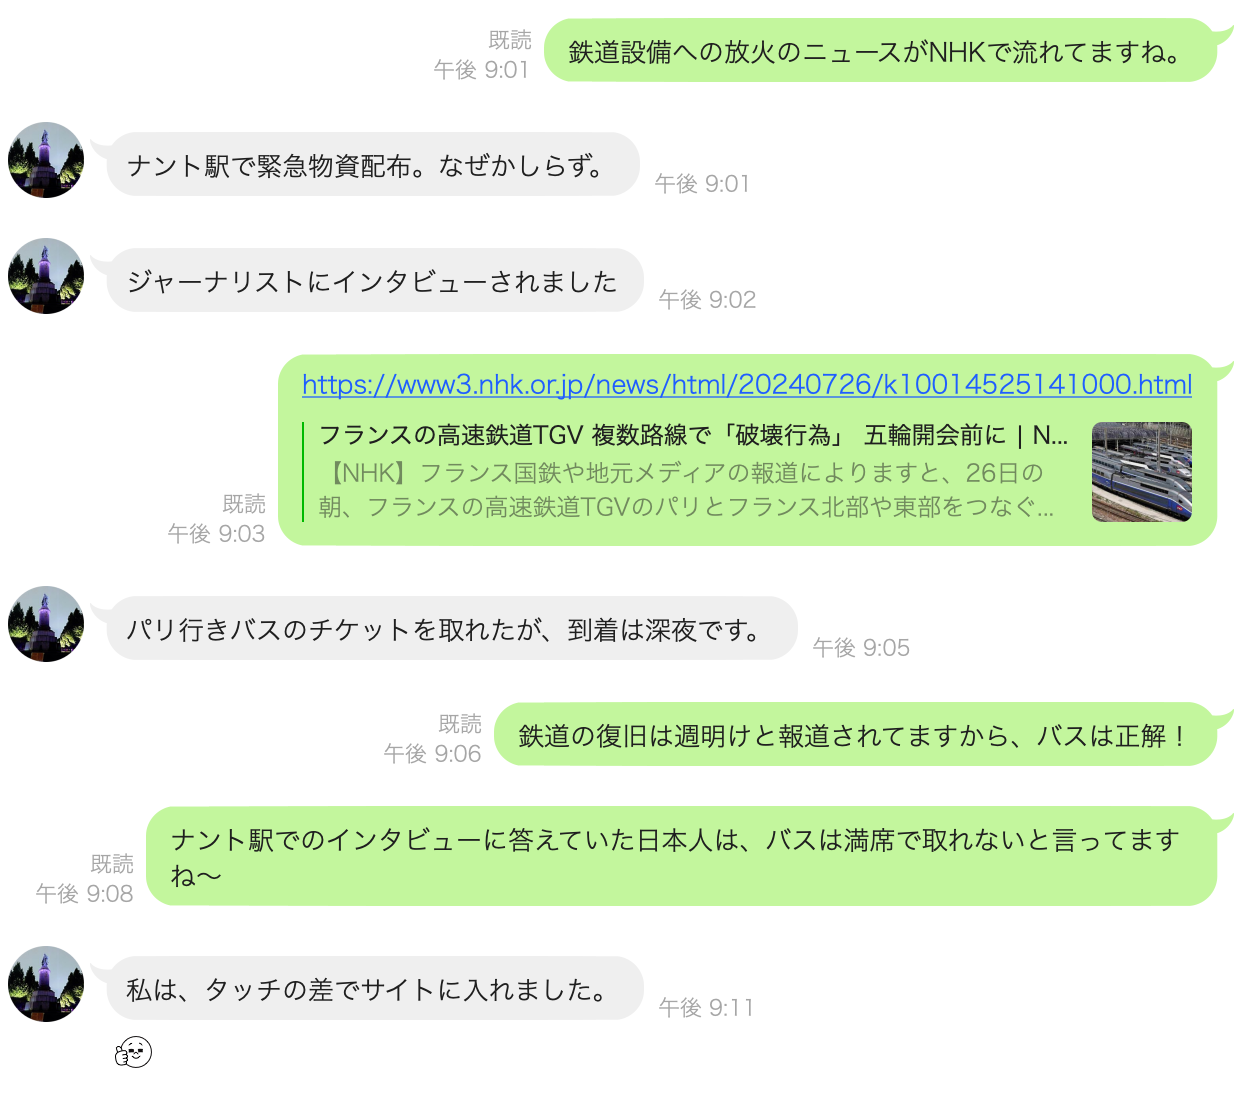 既読
午後 9:01
鉄道設備への放火のニュースがNHKで流れてますね。
ナント駅で緊急物資配布。なぜかしらず。
午後 9:01
ジャーナリストにインタビューされました
午後 9:02
https://www3.nhk.or.jp/news/html/20240726/k10014525141000.html
フランスの高速鉄道TGV 複数路線で「破壊行為」 五輪開会前に | N...
【NHK】フランス国鉄や地元メディアの報道によりますと、26日の
朝、フランスの高速鉄道TGVのパリとフランス北部や東部をつなぐ...
既読
午後 9:03
パリ行きバスのチケットを取れたが、到着は深夜です。
午後 9:05
既読
午後 9:06
鉄道の復旧は週明けと報道されてますから、バスは正解！
ナント駅でのインタビューに答えていた日本人は、バスは満席で取れないと言ってます
ね〜
既読
午後 9:08
私は、タッチの差でサイトに入れました。
午後 9:11